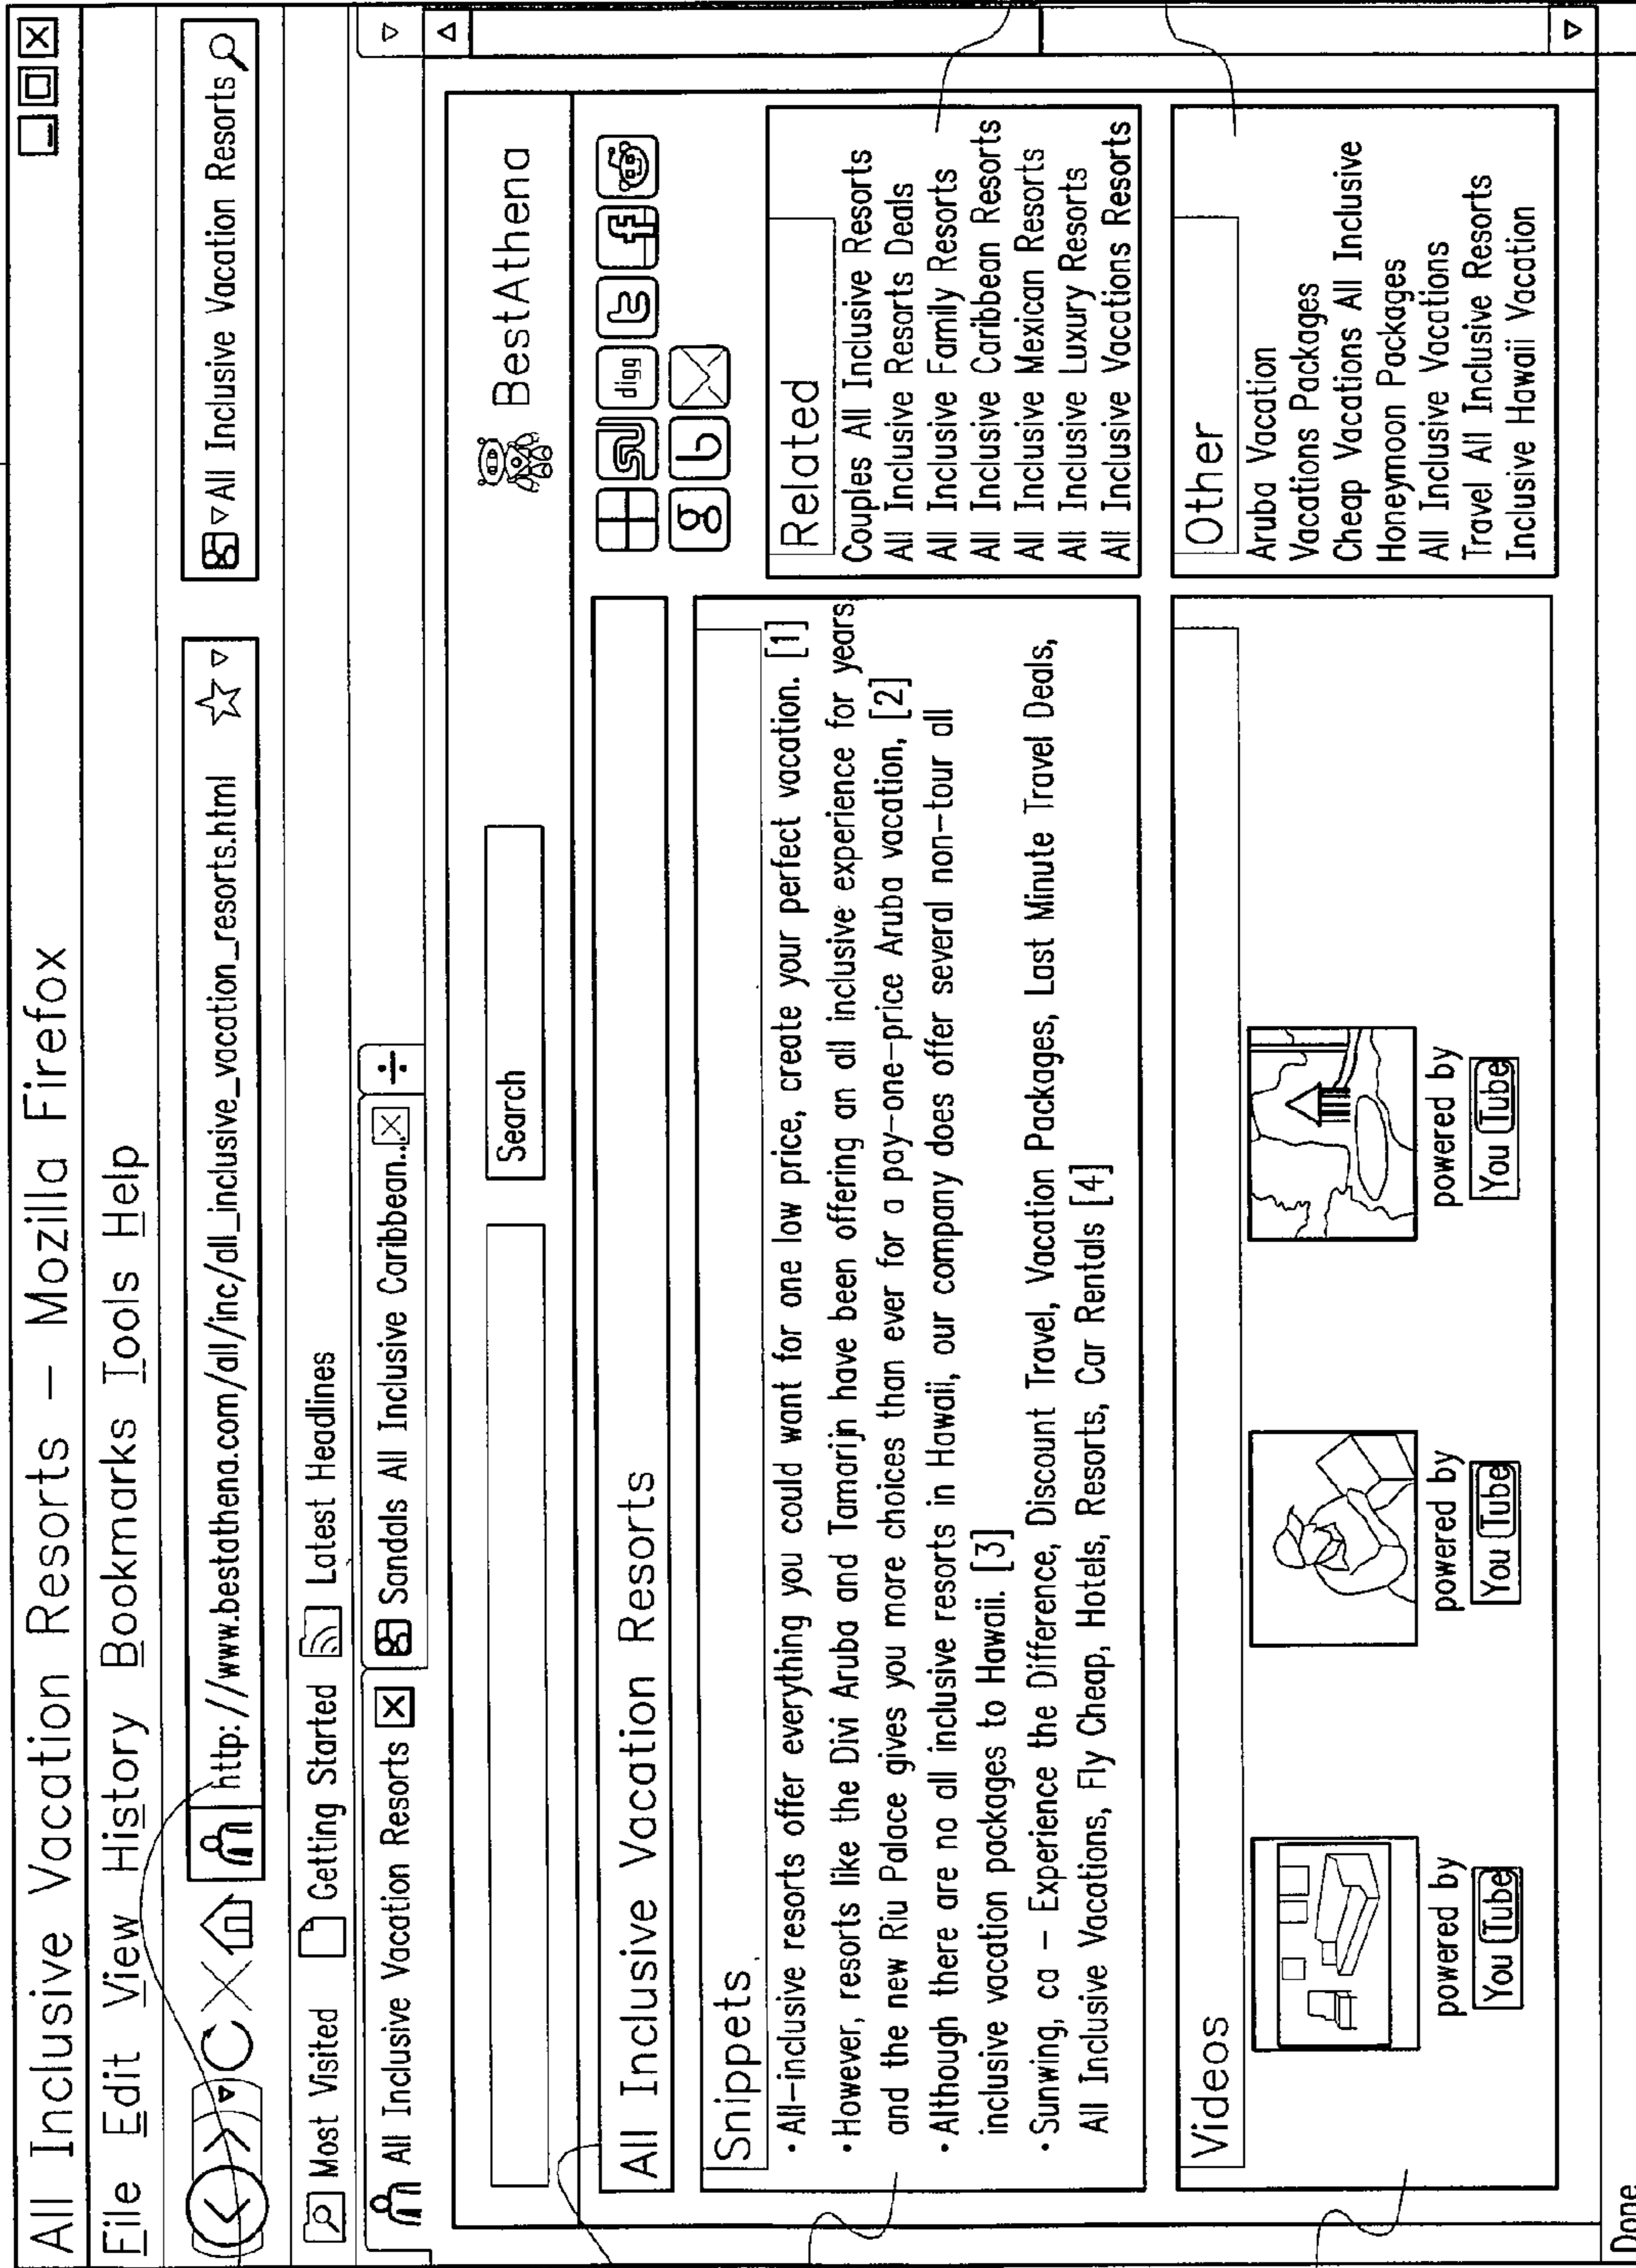 All Inclusive Vacation Resorts – Mozilla Firefox
File Edit View History Bookmarks Tools Help
http://www.bestathena.com/all/inc/all_inclusive_vacation_resorts.html
All Inclusive Vacation Resorts
Most Visited Getting Started Latest Headlines
All Inclusive Vacation Resorts Sandals All Inclusive Caribbean...
Search
BestAthena
All Inclusive Vacation Resorts
digg t f
g b
Snippets
• All-inclusive resorts offer everything you could want for one low price, create your perfect vacation. [1]
• However, resorts like the Divi Aruba and Tamarijn have been offering an all inclusive experience for years
and the new Riu Palace gives you more choices than ever for a pay-one-price Aruba vacation, [2]
• Although there are no all inclusive resorts in Hawaii, our company does offer several non-tour all
inclusive vacation packages to Hawaii. [3]
• Sunwing, ca – Experience the Difference, Discount Travel, Vacation Packages, Last Minute Travel Deals,
All Inclusive Vacations, Fly Cheap, Hotels, Resorts, Car Rentals [4]
Related
Couples All Inclusive Resorts
All Inclusive Resorts Deals
All Inclusive Family Resorts
All Inclusive Caribbean Resorts
All Inclusive Mexican Resorts
All Inclusive Luxury Resorts
All Inclusive Vacations Resorts
Videos
powered by
You Tube
powered by
You Tube
powered by
You Tube
Other
Aruba Vacation
Vacations Packages
Cheap Vacations All Inclusive
Honeymoon Packages
All Inclusive Vacations
Travel All Inclusive Resorts
Inclusive Hawaii Vacation
Done